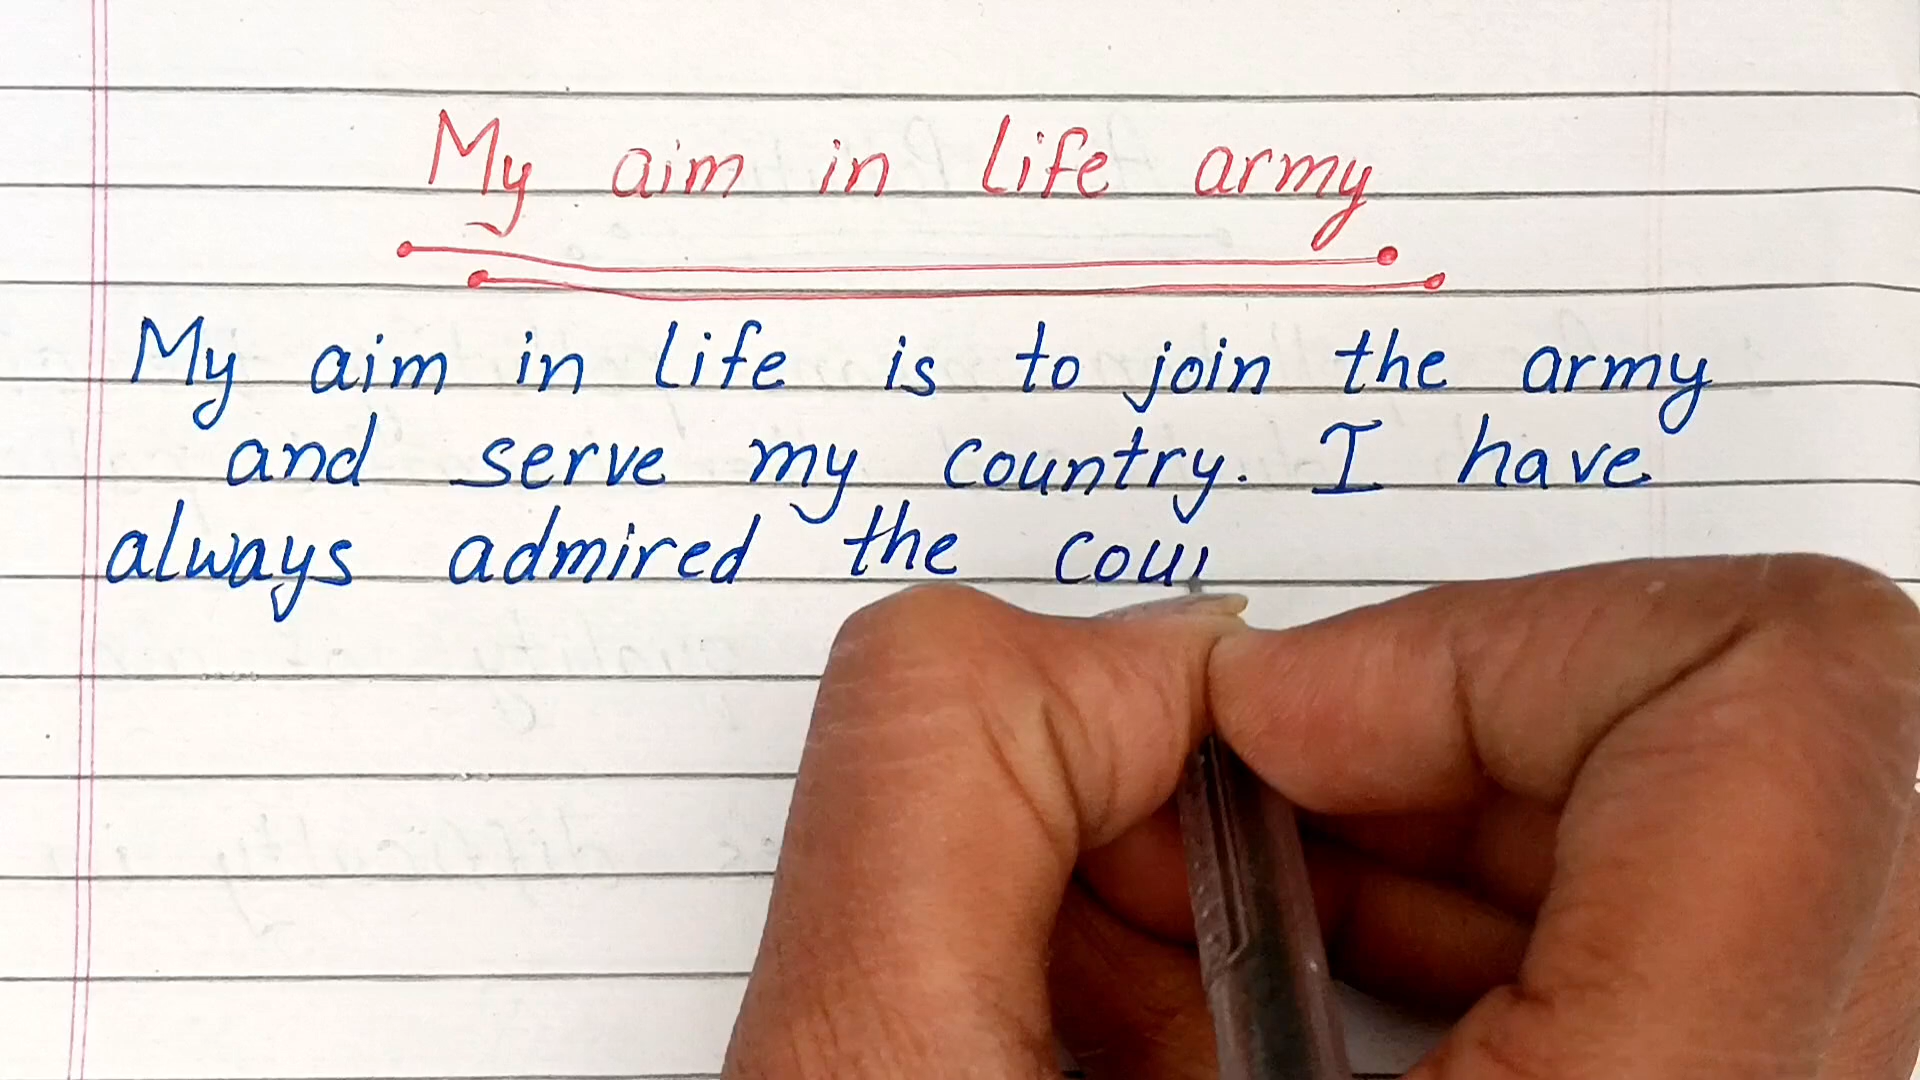 My aim in life army
My aim in life is to join the army
and serve my country. I have
always admired the cou